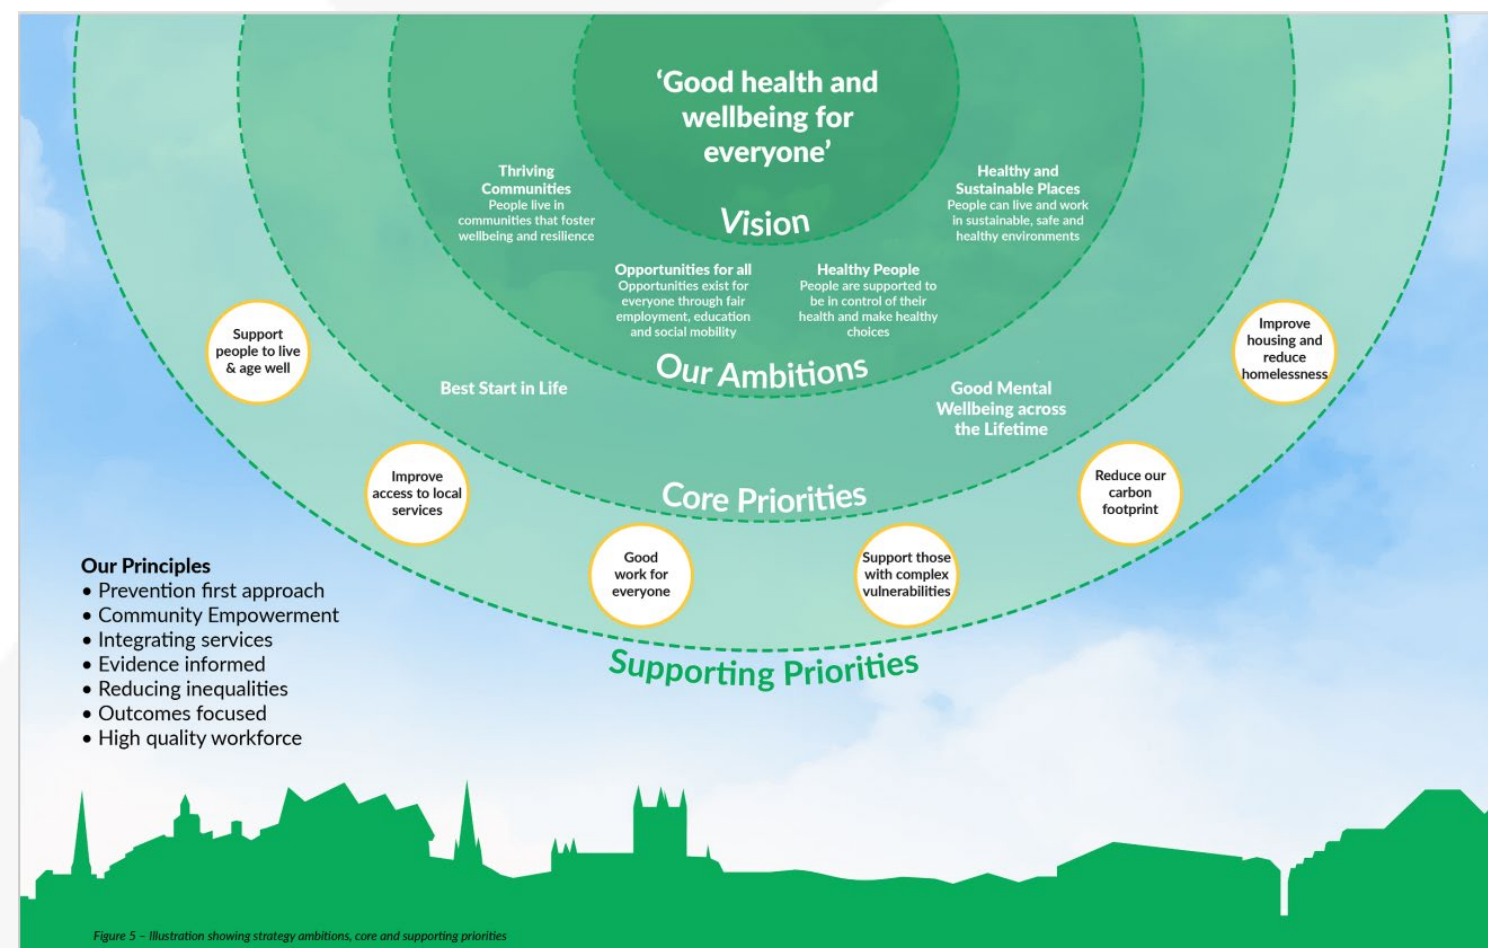 ‘Good health and
wellbeing for
everyone’
Vision
Thriving
Communities
People live in
communities that foster
wellbeing and resilience
Opportunities for all
Opportunities exist for
everyone through fair
employment, education
and social mobility
Healthy People
People are supported to
be in control of their
health and make healthy
choices
Healthy and
Sustainable Places
People can live and work
in sustainable, safe and
healthy environments
Our Ambitions
Best Start in Life
Good Mental
Wellbeing across
the Lifetime
Core Priorities
Support
people to live
& age well
Improve
access to local
services
Good
work for
everyone
Support those
with complex
vulnerabilities
Reduce our
carbon
footprint
Improve
housing and
reduce
homelessness
Supporting Priorities
Our Principles
• Prevention first approach
• Community Empowerment
• Integrating services
• Evidence informed
• Reducing inequalities
• Outcomes focused
• High quality workforce
Figure 5 – Illustration showing strategy ambitions, core and supporting priorities